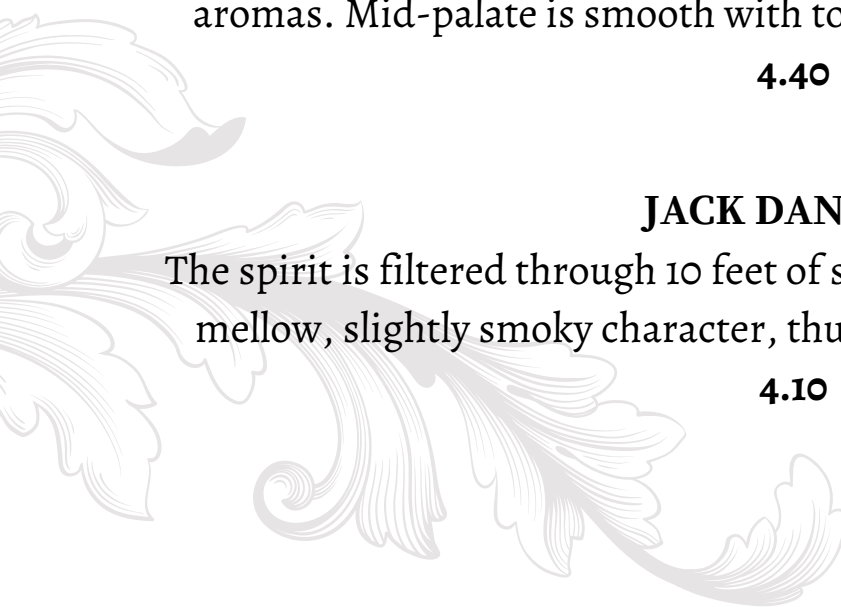 aromas. Mid-palate is smooth with to
4.40
JACK DAN
The spirit is filtered through 10 feet of s
mellow, slightly smoky character, thu
4.10